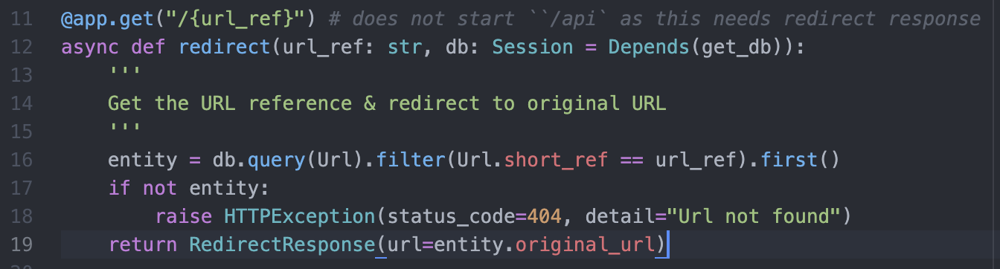 11 @app.get("/{url_ref}") # does not start ``/api` as this needs redirect response
12 async def redirect(url_ref: str, db: Session = Depends(get_db)):
13     '''
14     Get the URL reference & redirect to original URL
15     '''
16     entity = db.query(Url).filter(Url.short_ref == url_ref).first()
17     if not entity:
18         raise HTTPException(status_code=404, detail="Url not found")
19     return RedirectResponse(url=entity.original_url)
20